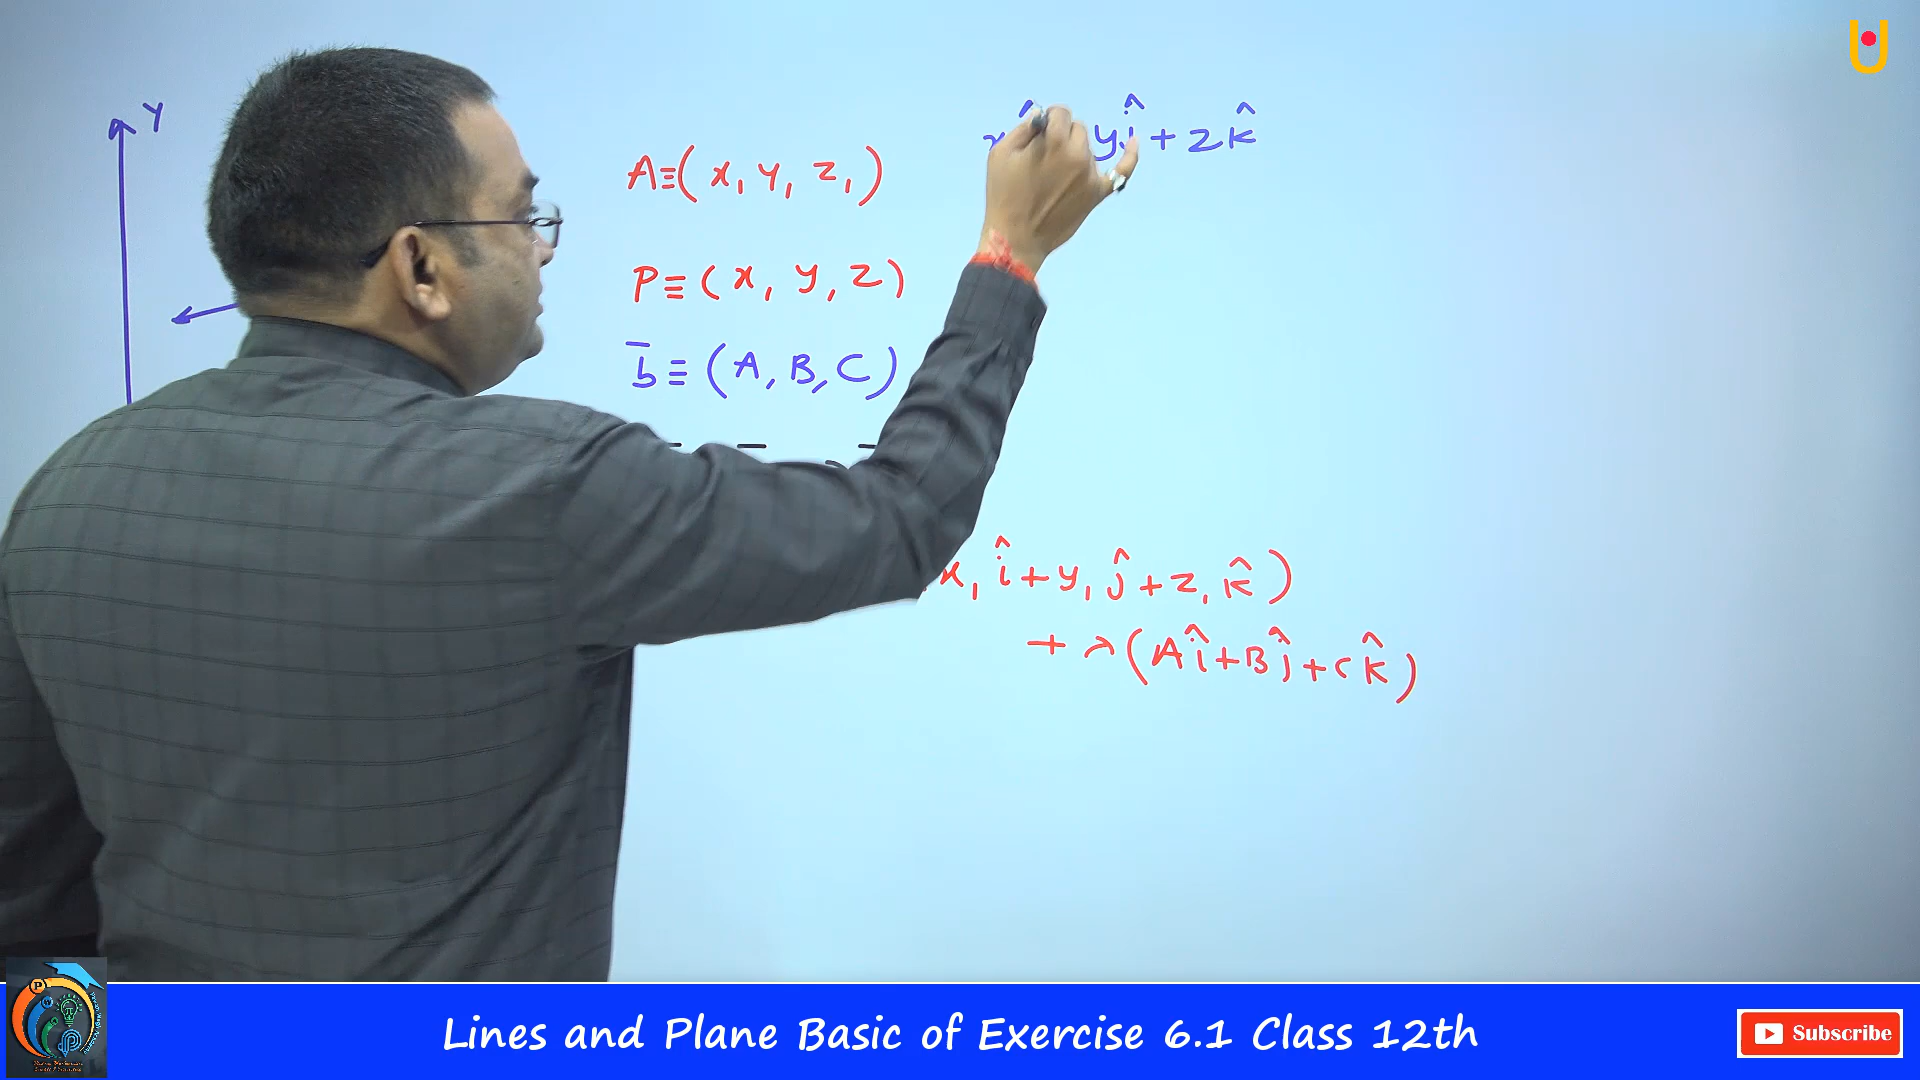 Y
A≡(x₁ y₁ z₁)
xî + yĵ + zk̂
P≡(x, y, z)
b̄≡(A, B, C)
x₁î + y₁ĵ + z₁k̂)
+ λ(Aî + Bĵ + Ck̂)
Lines and Plane Basic of Exercise 6.1 Class 12th
Subscribe